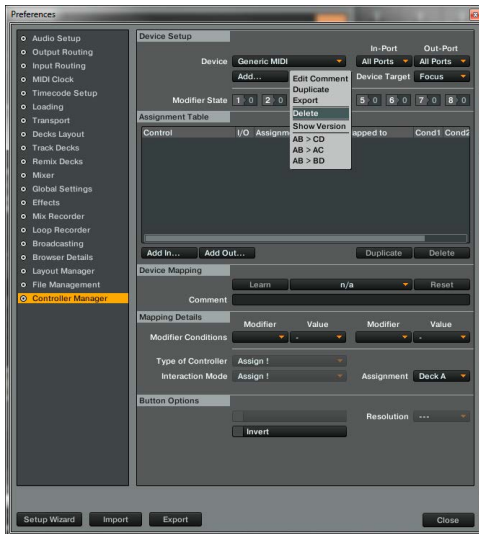 Preferences
Audio Setup
Output Routing
Input Routing
MIDI Clock
Timecode Setup
Loading
Transport
Decks Layout
Track Decks
Remix Decks
Mixer
Global Settings
Effects
Mix Recorder
Loop Recorder
Broadcasting
Browser Details
Layout Manager
File Management
Controller Manager
Device Setup
In-Port Out-Port
Device Generic MIDI All Ports All Ports
Add... Device Target Focus
Edit Comment
Duplicate
Export
Delete
Show Version
AB > CD
AB > AC
AB > BD
Modifier State 1 0 2 0 5 0 6 0 7 0 8 0
Assignment Table
Control I/O Assignm apped to Cond1 Cond2
Add In... Add Out... Duplicate Delete
Device Mapping
Learn n/a Reset
Comment
Mapping Details
Modifier Value Modifier Value
Modifier Conditions - -
Type of Controller Assign !
Interaction Mode Assign ! Assignment Deck A
Button Options
Resolution ---
Invert
Setup Wizard Import Export Close